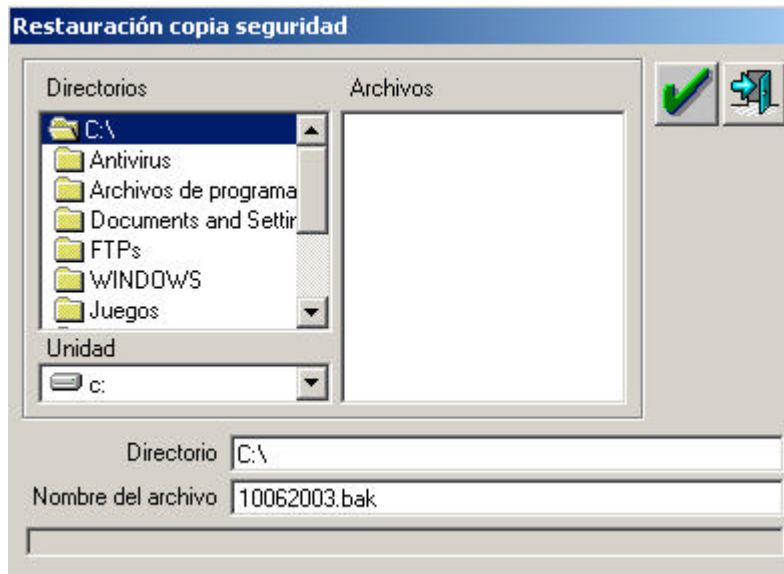 Restauración copia seguridad
Directorios
Archivos
C:\
Antivirus
Archivos de programa
Documents and Settir
FTPs
WINDOWS
Juegos
Unidad
c:
Directorio C:\
Nombre del archivo 10062003.bak